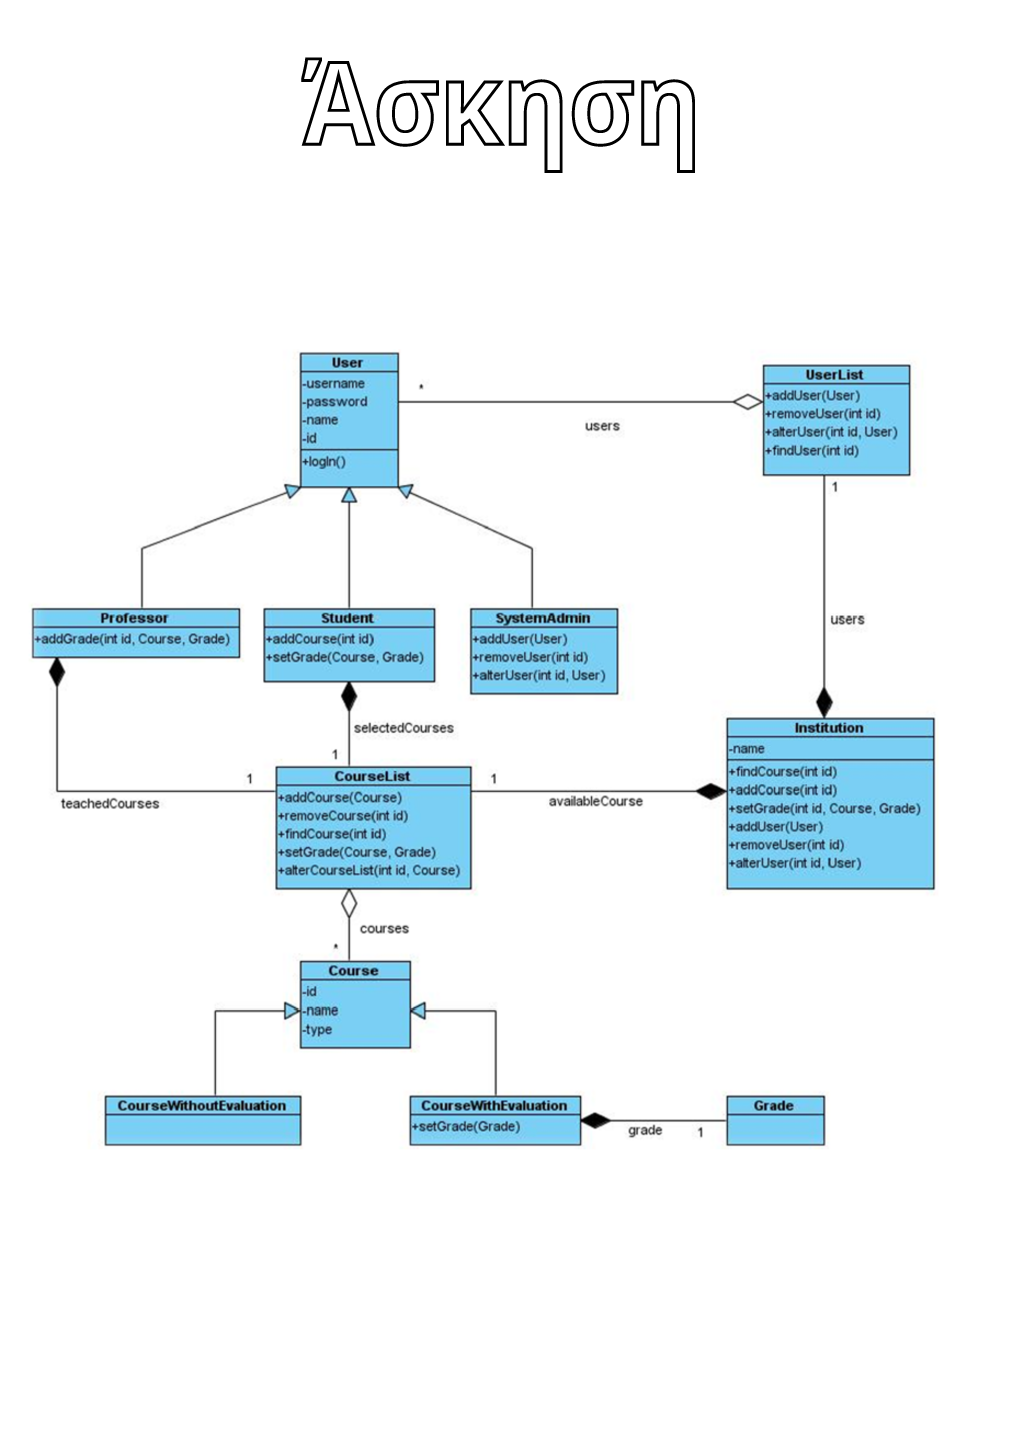 Άσκηση
User
-username
-password
-name
-id
+logIn()
*
users
UserList
+addUser(User)
+removeUser(int id)
+alterUser(int id, User)
+findUser(int id)
1
users
Professor
+addGrade(int id, Course, Grade)
Student
+addCourse(int id)
+setGrade(Course, Grade)
SystemAdmin
+addUser(User)
+removeUser(int id)
+alterUser(int id, User)
selectedCourses
1
1
teachedCourses
CourseList
+addCourse(Course)
+removeCourse(int id)
+findCourse(int id)
+setGrade(Course, Grade)
+alterCourseList(int id, Course)
1
availableCourse
Institution
-name
+findCourse(int id)
+addCourse(int id)
+setGrade(int id, Course, Grade)
+addUser(User)
+removeUser(int id)
+alterUser(int id, User)
courses
*
Course
-id
-name
-type
CourseWithoutEvaluation
CourseWithEvaluation
+setGrade(Grade)
grade
1
Grade